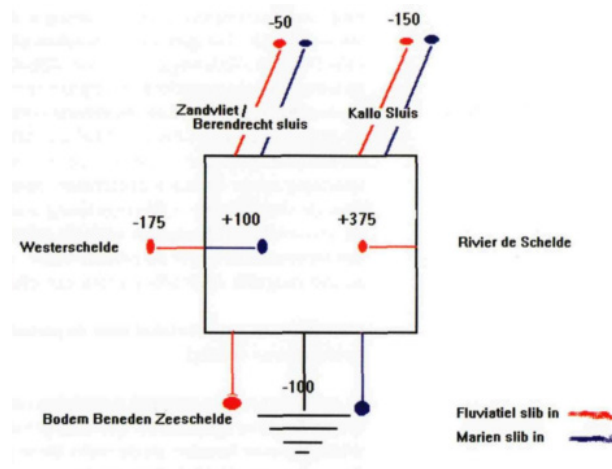 -50
-150
Zandvliet /
Berendrecht sluis
Kallo Sluis
-175
+100
+375
Westerschelde
Rivier de Schelde
-100
Bodem Beneden Zeeschelde
Fluviatiel slib in
Marien slib in